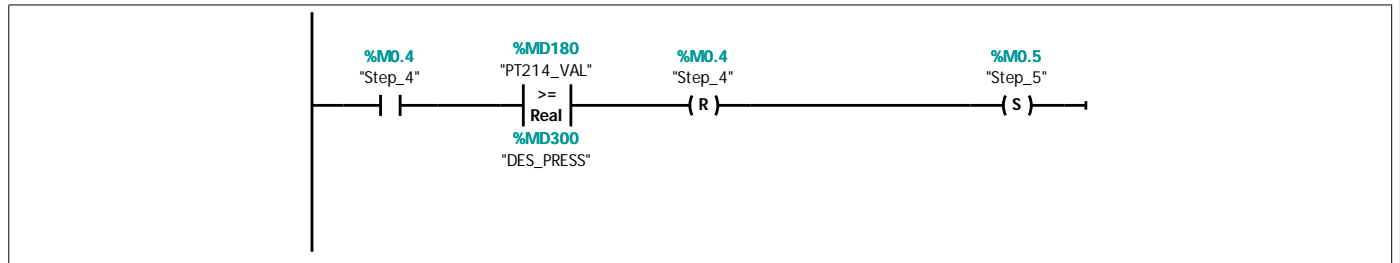 %M0.4
"Step_4"
%MD180
"PT214_VAL"
>=
Real
%MD300
"DES_PRESS"
%M0.4
"Step_4"
R
%M0.5
"Step_5"
S